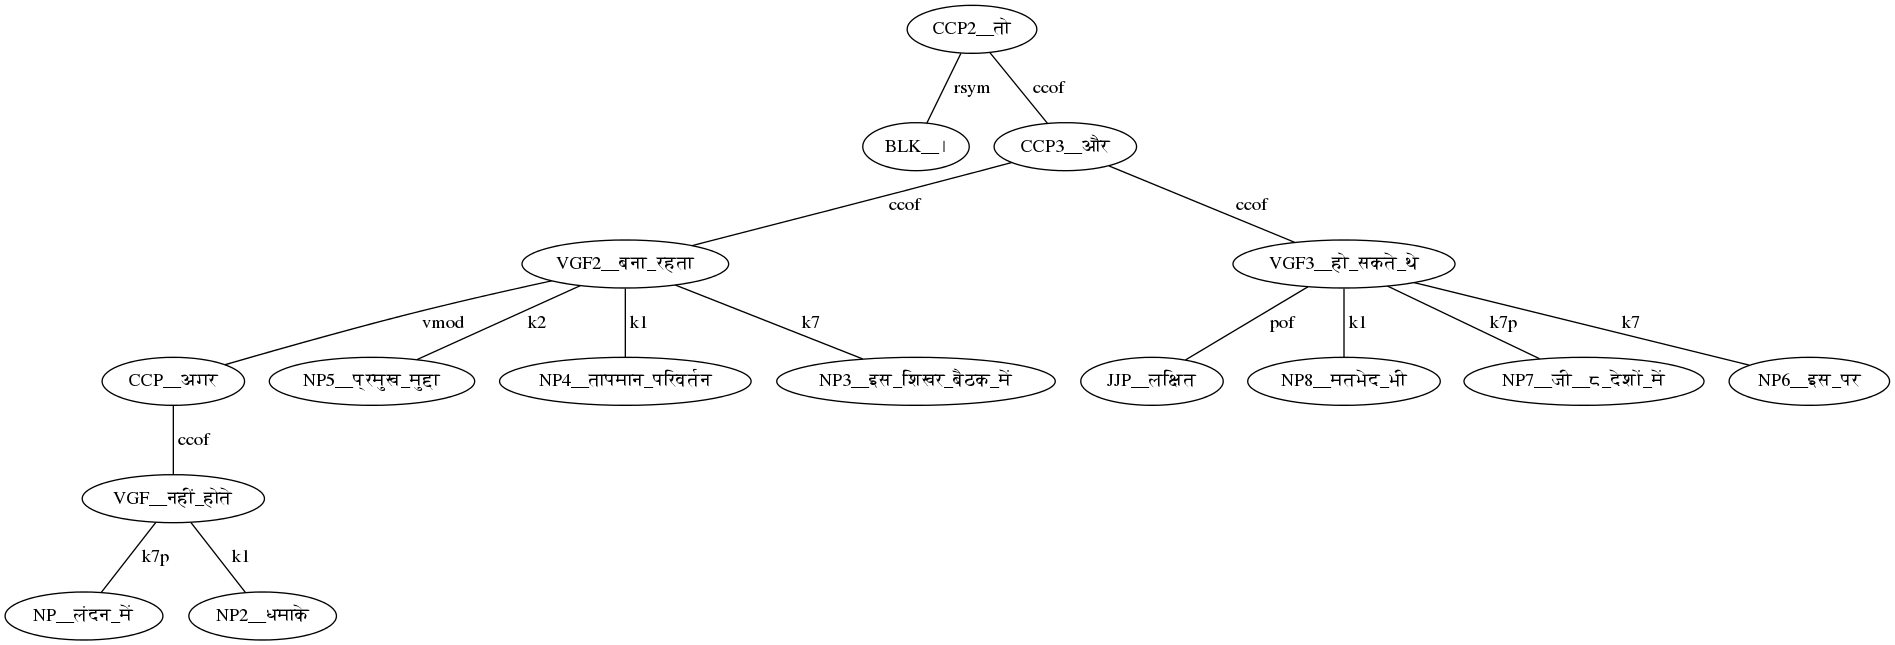 CCP2__तो
rsym ccof
BLK__। CCP3__और
ccof ccof
VGF2__बना_रहता VGF3__हो_सकते_थे
vmod k2 k1 k7 pof k1 k7p k7
CCP__अगर NP5__प्रमुख_मुद्दा NP4__तापमान_परिवर्तन NP3__इस_शिखर_बैठक_में JJP__लक्षित NP8__मतभेद_भी NP7__जी__८_देशों_में NP6__इस_पर
ccof
VGF__नहीं_होते
k7p k1
NP__लंदन_में NP2__धमाके